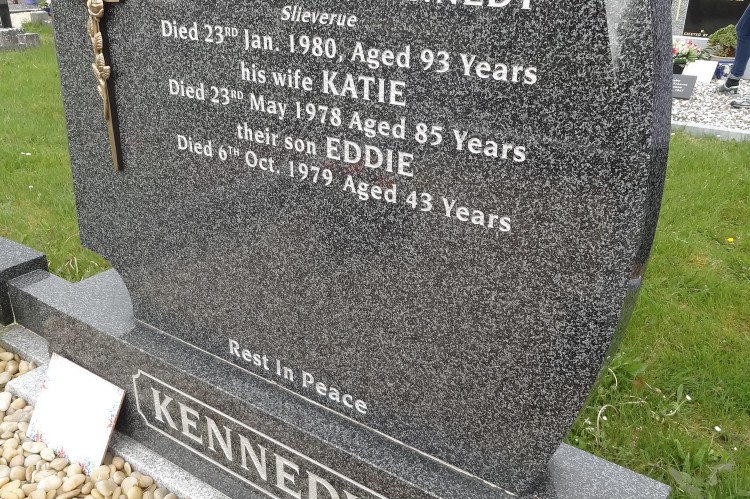 KENNEDY
Slieverue
Died 23RD Jan. 1980, Aged 93 Years
his wife KATIE
Died 23RD May 1978 Aged 85 Years
their son EDDIE
Died 6TH Oct. 1979 Aged 43 Years
Rest In Peace
KENNEDY